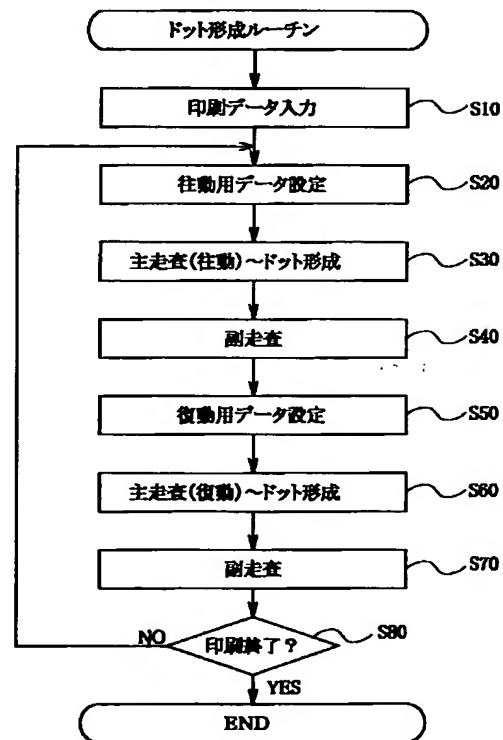 ドット形成ルーチン
印刷データ入力
S10
往動用データ設定
S20
主走査(往動)~ドット形成
S30
副走査
S40
復動用データ設定
S50
主走査(復動)~ドット形成
S60
副走査
S70
印刷終了?
S80
NO
YES
END